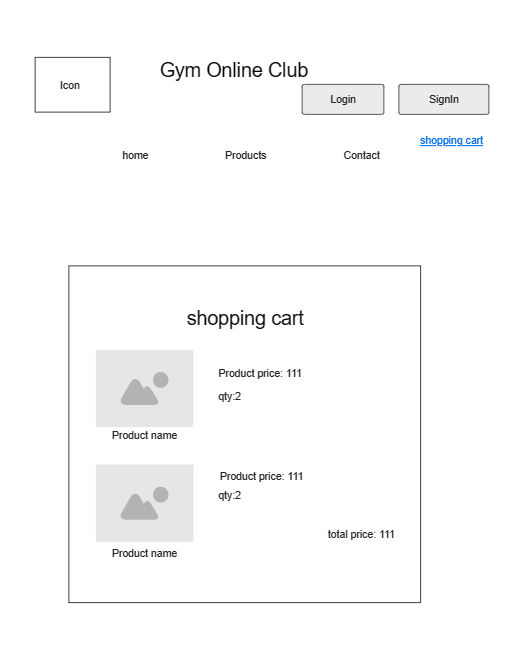 Icon
Gym Online Club
Login
SignIn
shopping cart
home
Products
Contact
shopping cart
Product price: 111
qty:2
Product name
Product price: 111
qty:2
total price: 111
Product name